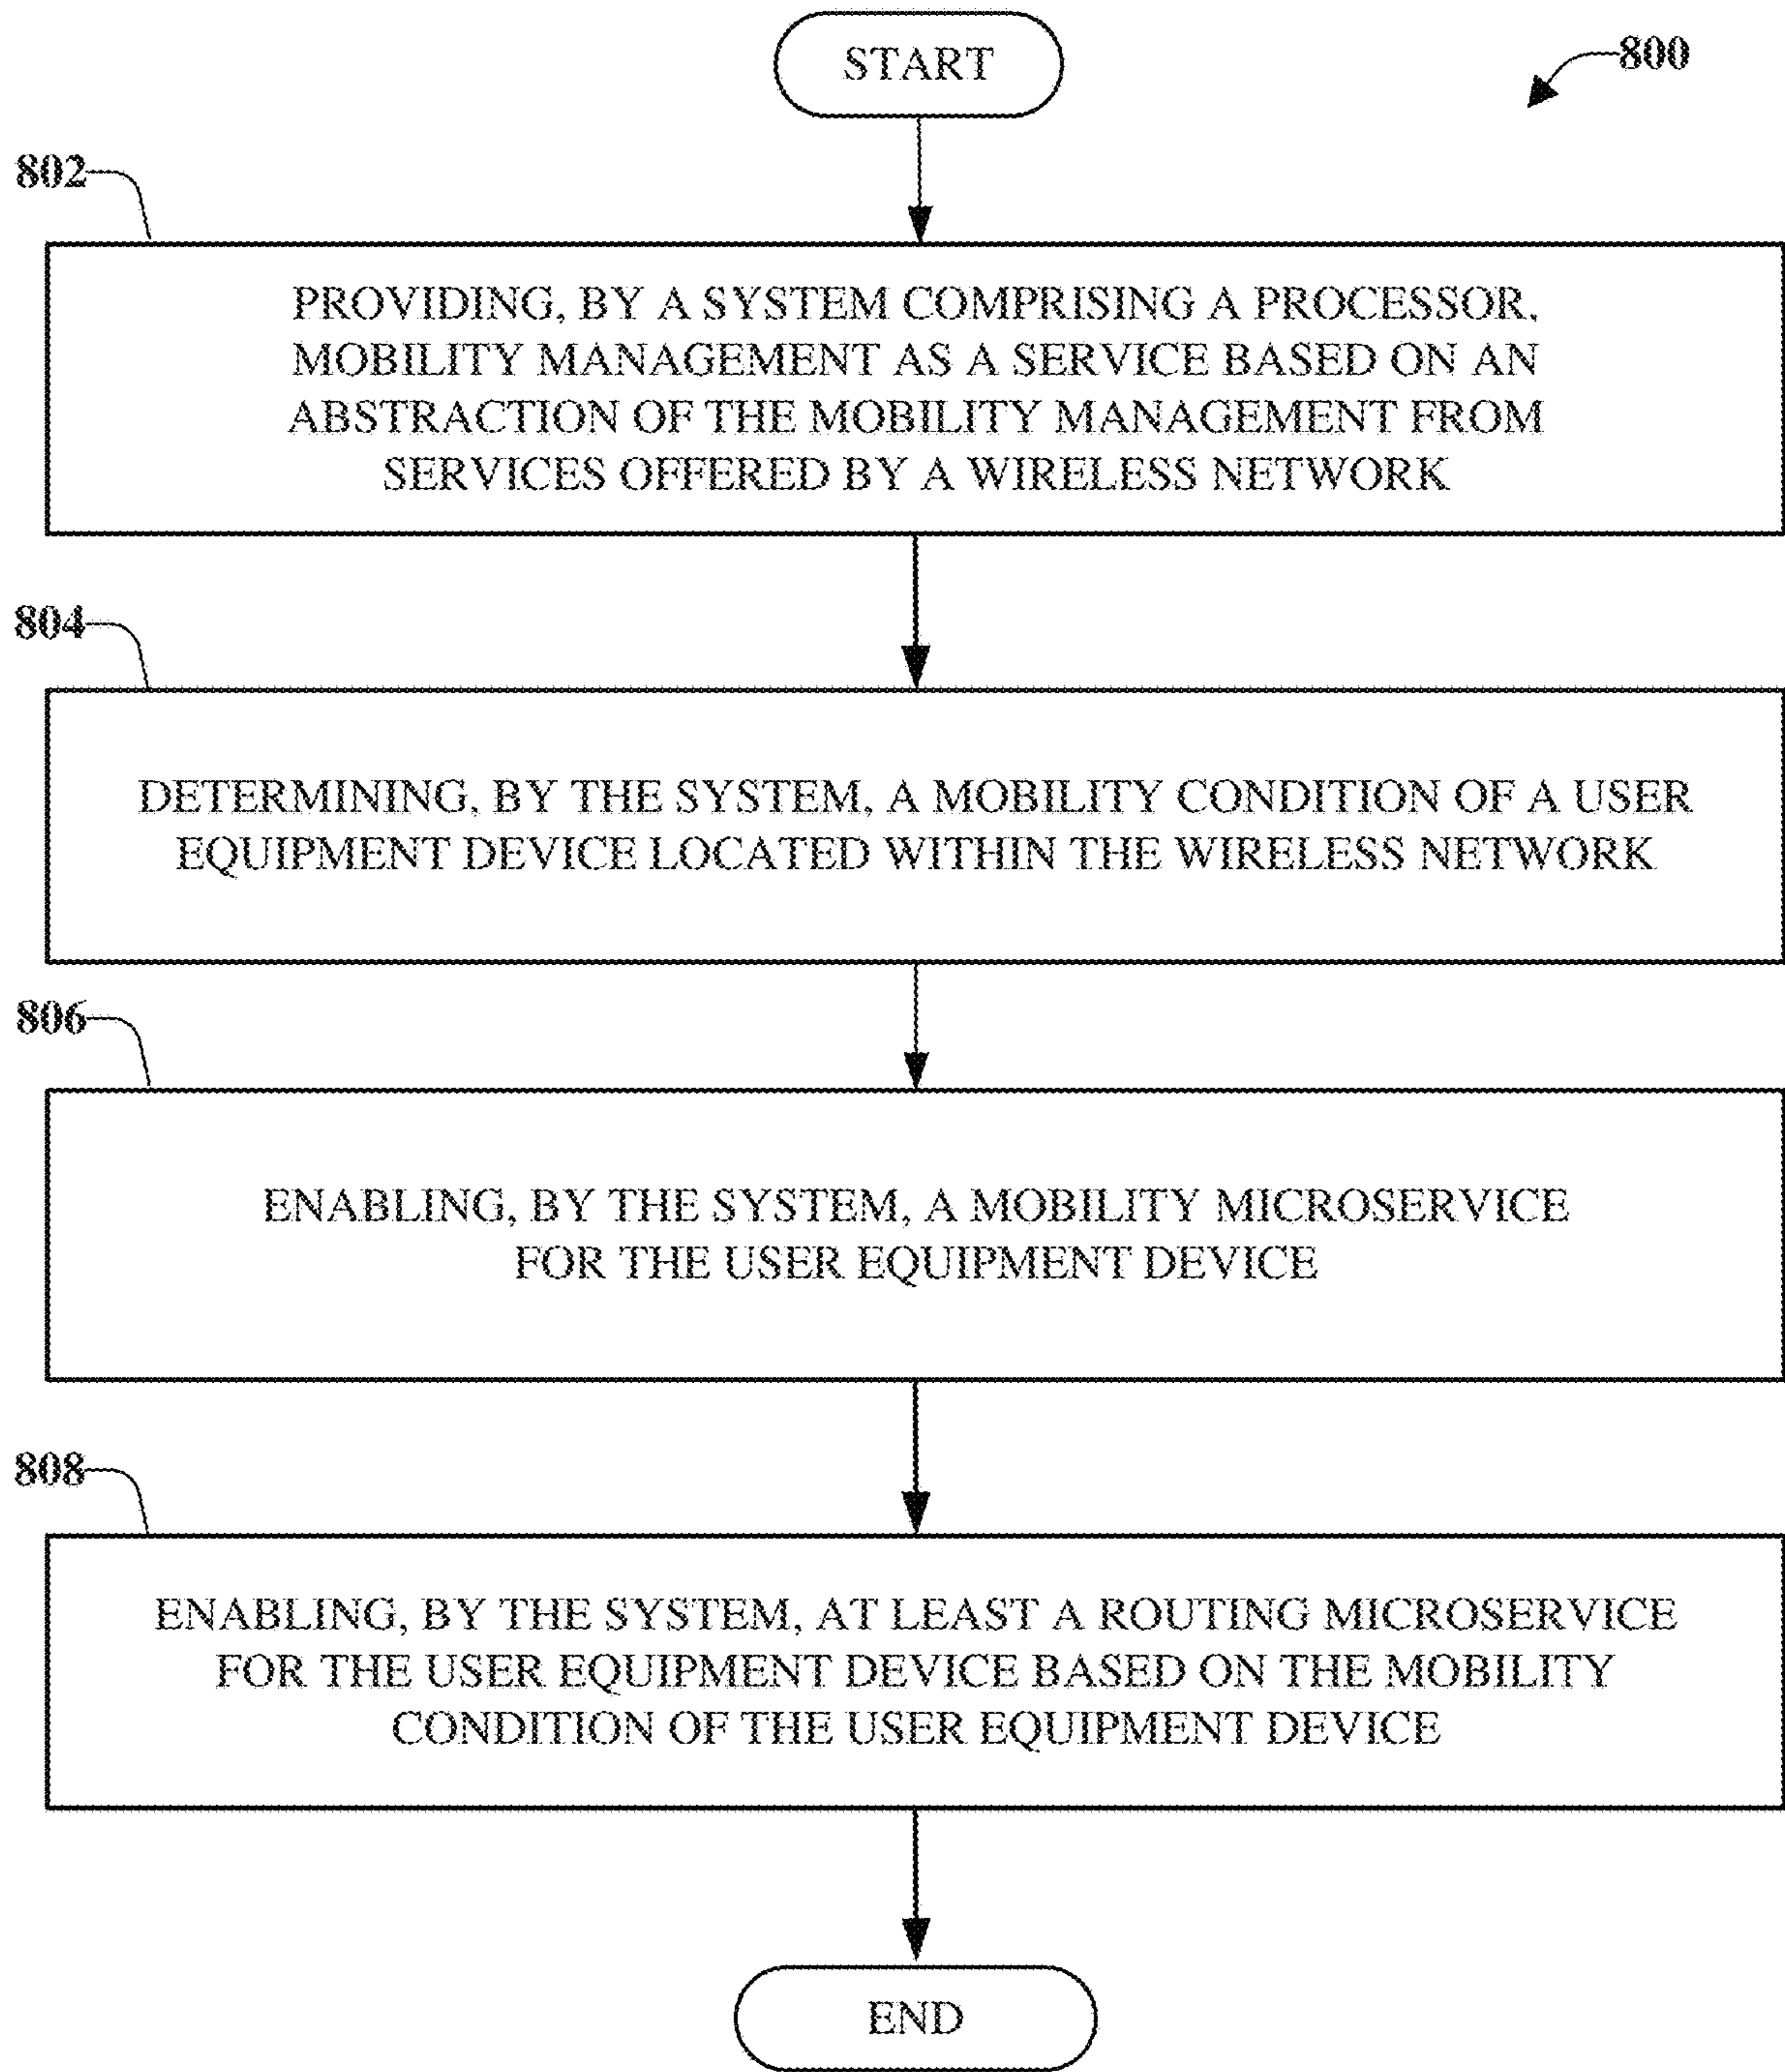 START
800
802
PROVIDING, BY A SYSTEM COMPRISING A PROCESSOR,
MOBILITY MANAGEMENT AS A SERVICE BASED ON AN
ABSTRACTION OF THE MOBILITY MANAGEMENT FROM
SERVICES OFFERED BY A WIRELESS NETWORK
804
DETERMINING, BY THE SYSTEM, A MOBILITY CONDITION OF A USER
EQUIPMENT DEVICE LOCATED WITHIN THE WIRELESS NETWORK
806
ENABLING, BY THE SYSTEM, A MOBILITY MICROSERVICE
FOR THE USER EQUIPMENT DEVICE
808
ENABLING, BY THE SYSTEM, AT LEAST A ROUTING MICROSERVICE
FOR THE USER EQUIPMENT DEVICE BASED ON THE MOBILITY
CONDITION OF THE USER EQUIPMENT DEVICE
END